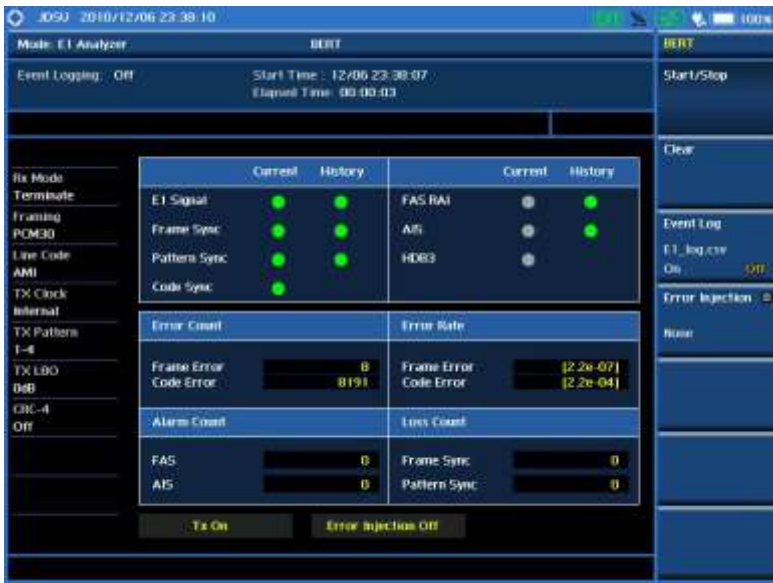 JDSU 2010/12/06 23:38:10
100%
Mode: E1 Analyzer
BERT
BERT
Event Logging: Off
Start Time : 12/06 23:38:07
Elapsed Time: 00:00:03
Start/Stop
Clear
Event Log
E1_log.csv
On Off
Error Injection
None
Rx Mode
Terminate
Framing
PCM30
Line Code
AMI
TX Clock
Internal
TX Pattern
1-4
TX LBO
0dB
CRC-4
Off
Current History
E1 Signal
Frame Sync
Pattern Sync
Code Sync
Current History
FAS RAI
AIS
HDB3
Error Count
Frame Error
Code Error 8191
Error Rate
Frame Error (2.2e-07)
Code Error (2.2e-04)
Alarm Count
FAS 0
AIS 0
Loss Count
Frame Sync 0
Pattern Sync 0
Tx On
Error Injection Off